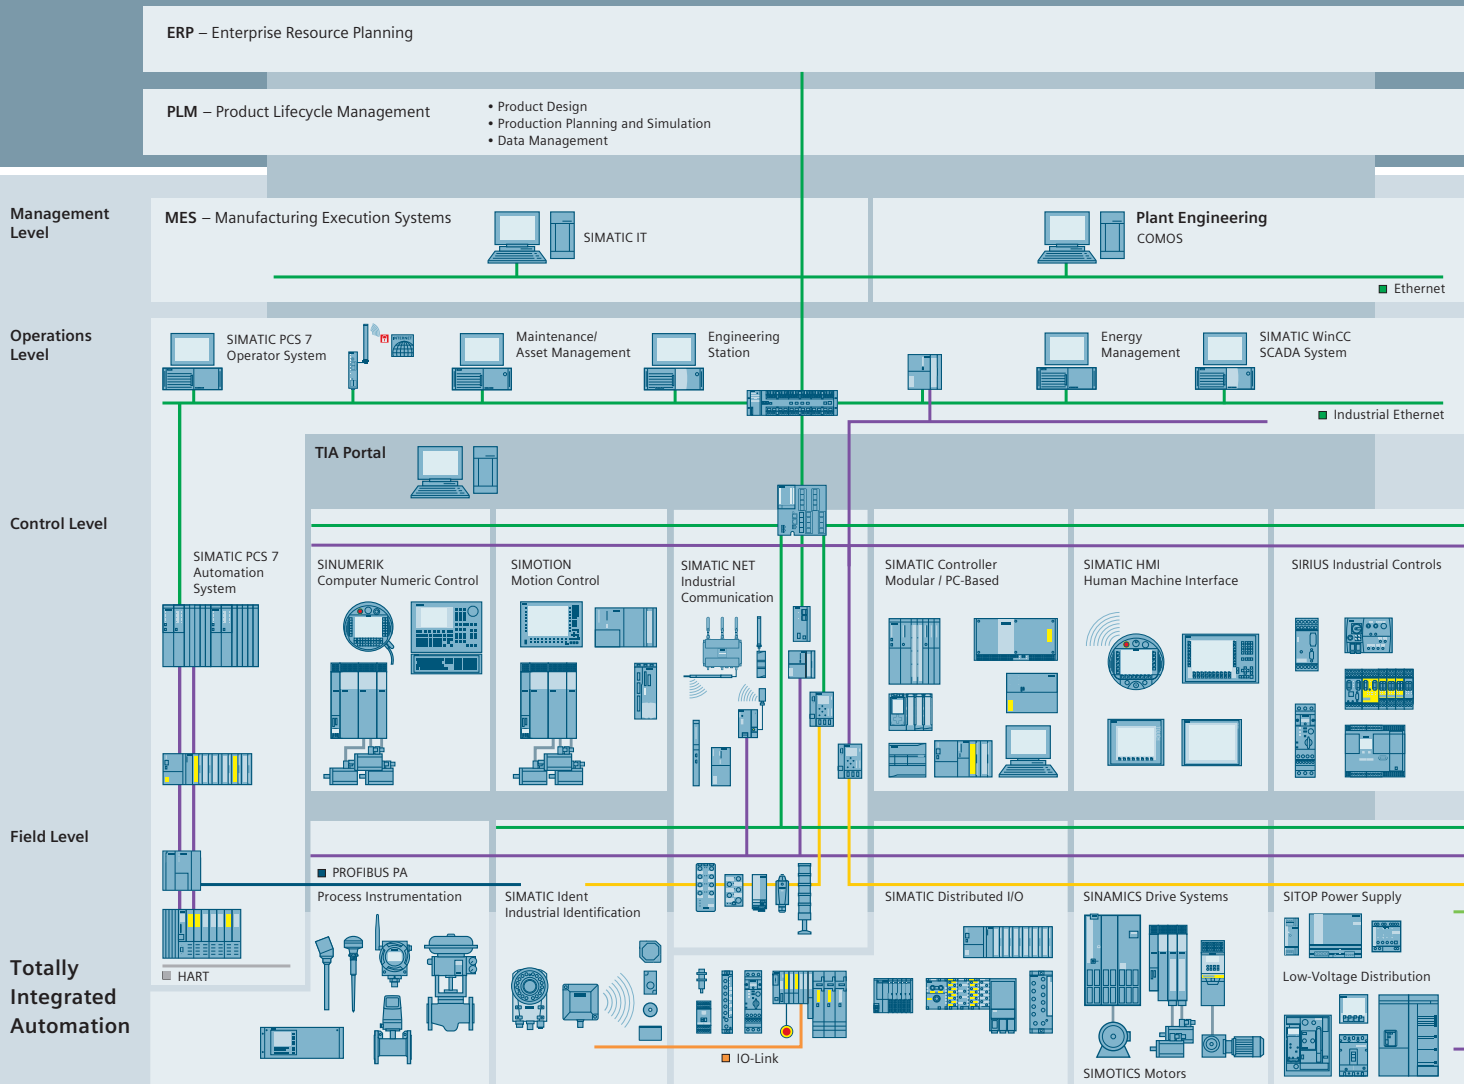 ERP – Enterprise Resource Planning
PLM – Product Lifecycle Management
• Product Design
• Production Planning and Simulation
• Data Management
Management
Level
MES – Manufacturing Execution Systems
SIMATIC IT
Plant Engineering
COMOS
Ethernet
Operations
Level
SIMATIC PCS 7
Operator System
INTERNET
Maintenance/
Asset Management
Engineering
Station
Energy
Management
SIMATIC WinCC
SCADA System
Industrial Ethernet
TIA Portal
Control Level
SIMATIC PCS 7
Automation
System
SINUMERIK
Computer Numeric Control
SIMOTION
Motion Control
SIMATIC NET
Industrial
Communication
SIMATIC Controller
Modular / PC-Based
SIMATIC HMI
Human Machine Interface
SIRIUS Industrial Controls
Field Level
PROFIBUS PA
Process Instrumentation
SIMATIC Ident
Industrial Identification
SIMATIC Distributed I/O
SINAMICS Drive Systems
SITOP Power Supply
HART
Low-Voltage Distribution
Totally
Integrated
Automation
IO-Link
SIMOTICS Motors